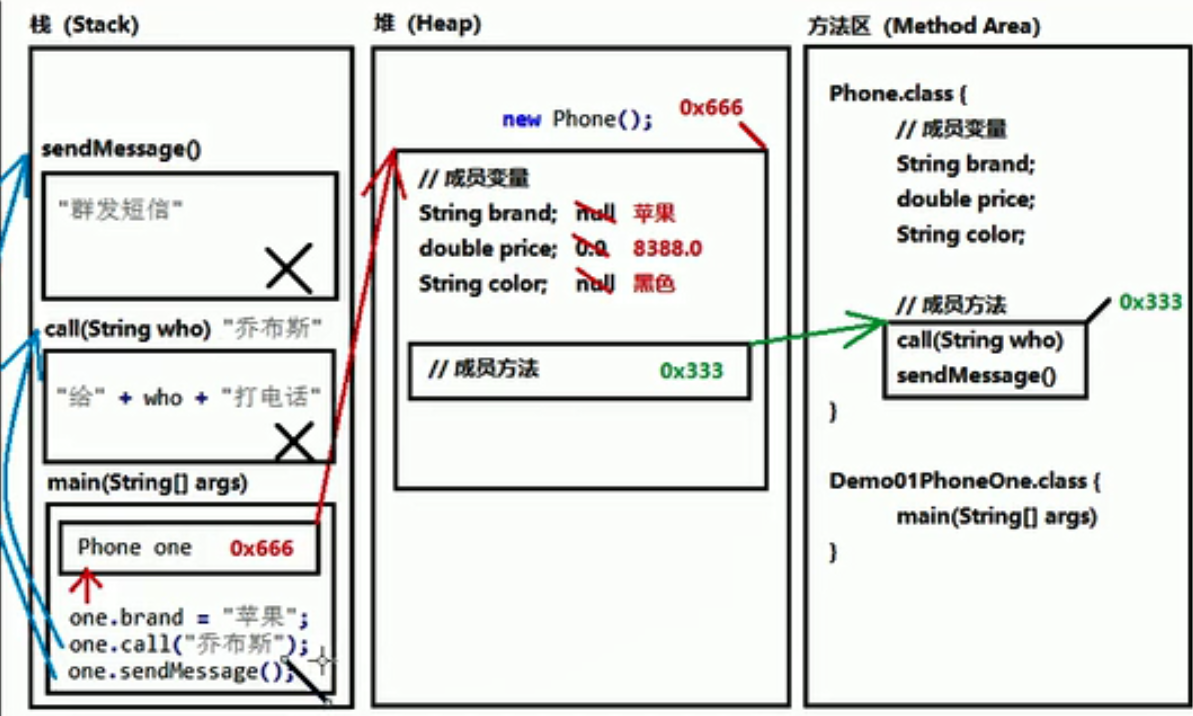 栈 (Stack)
sendMessage()
"群发短信"
call(String who) "乔布斯"
"给" + who + "打电话"
main(String[] args)
Phone one 0x666
one.brand = "苹果";
one.call("乔布斯");
one.sendMessage();
堆 (Heap)
new Phone(); 0x666
// 成员变量
String brand; null 苹果
double price; 0.0 8388.0
String color; null 黑色
// 成员方法 0x333
方法区 (Method Area)
Phone.class {
// 成员变量
String brand;
double price;
String color;
// 成员方法 0x333
call(String who)
sendMessage()
}
Demo01PhoneOne.class {
main(String[] args)
}